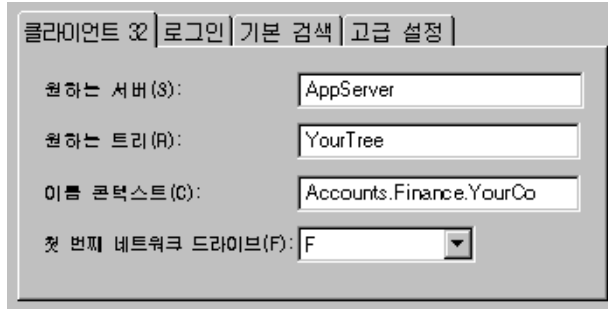 클라이언트 32 로그인 기본 검색 고급 설정
원하는 서버(S): AppServer
원하는 트리(R): YourTree
이름 콘텍스트(C): Accounts.Finance.YourCo
첫 번째 네트워크 드라이브(F): F